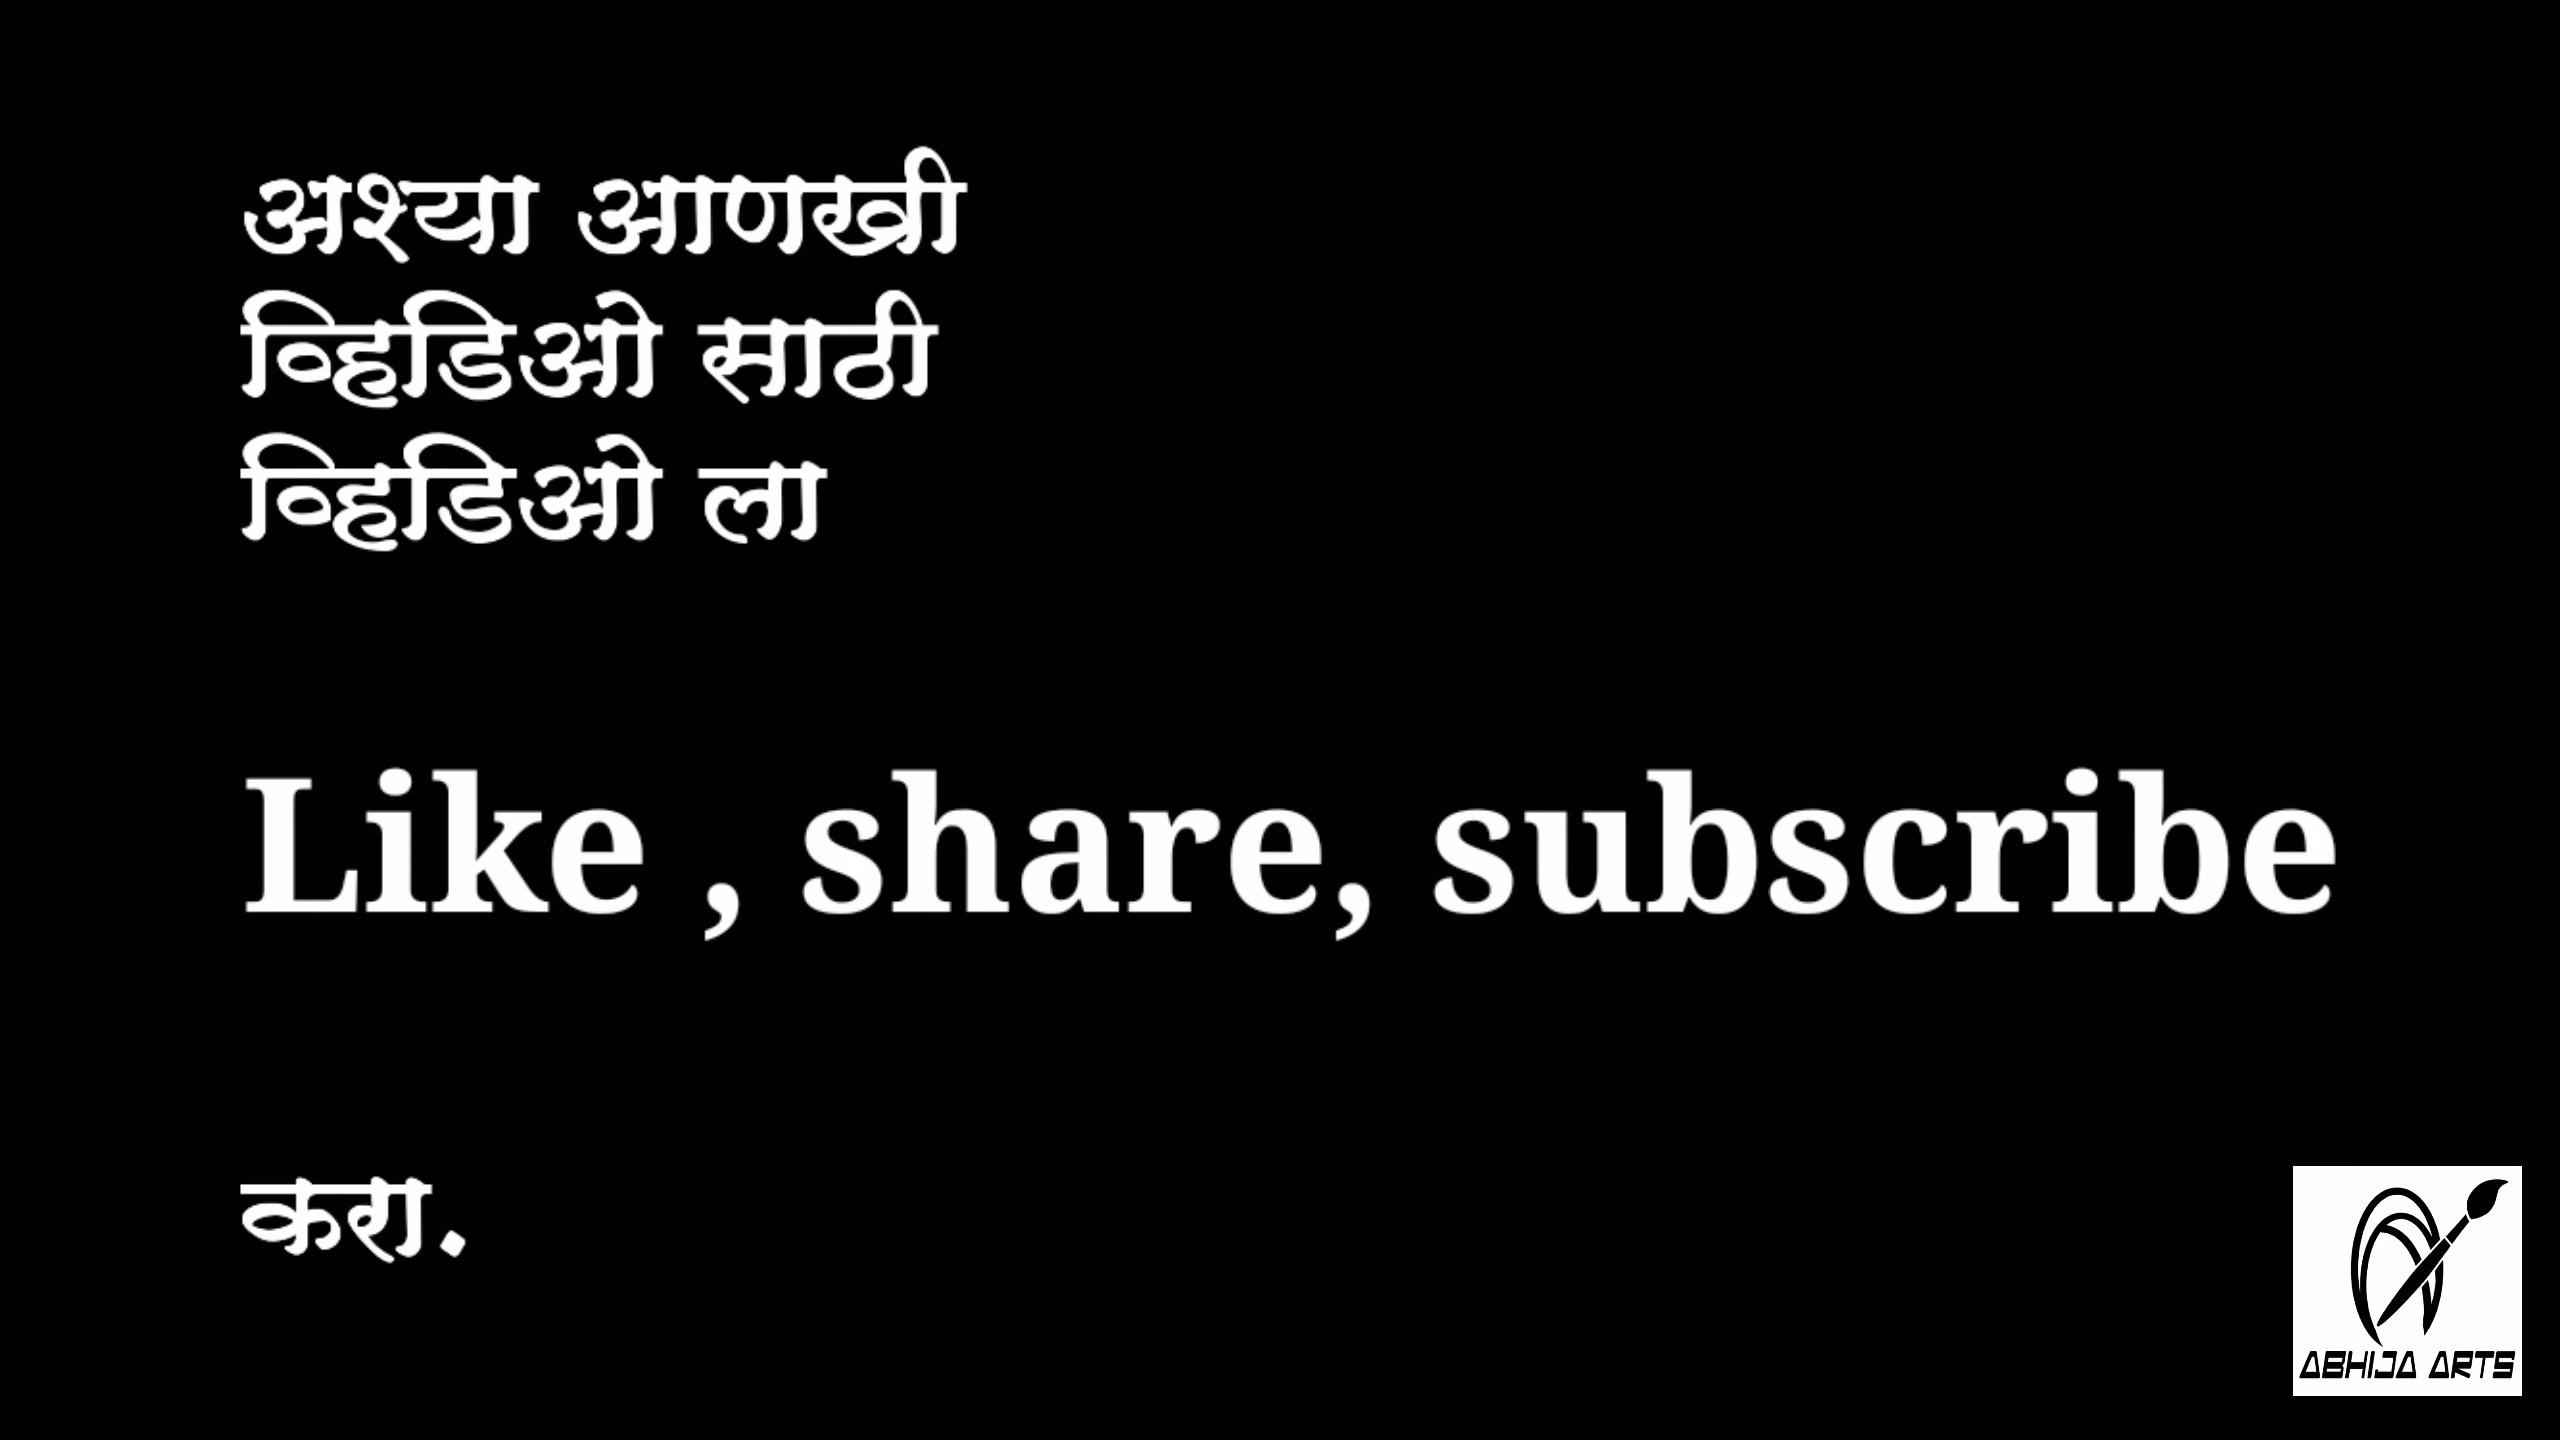 अश्या आणखी
व्हिडिओ साठी
व्हिडिओ ला
Like , share, subscribe
करा.
ABHIJA ARTS